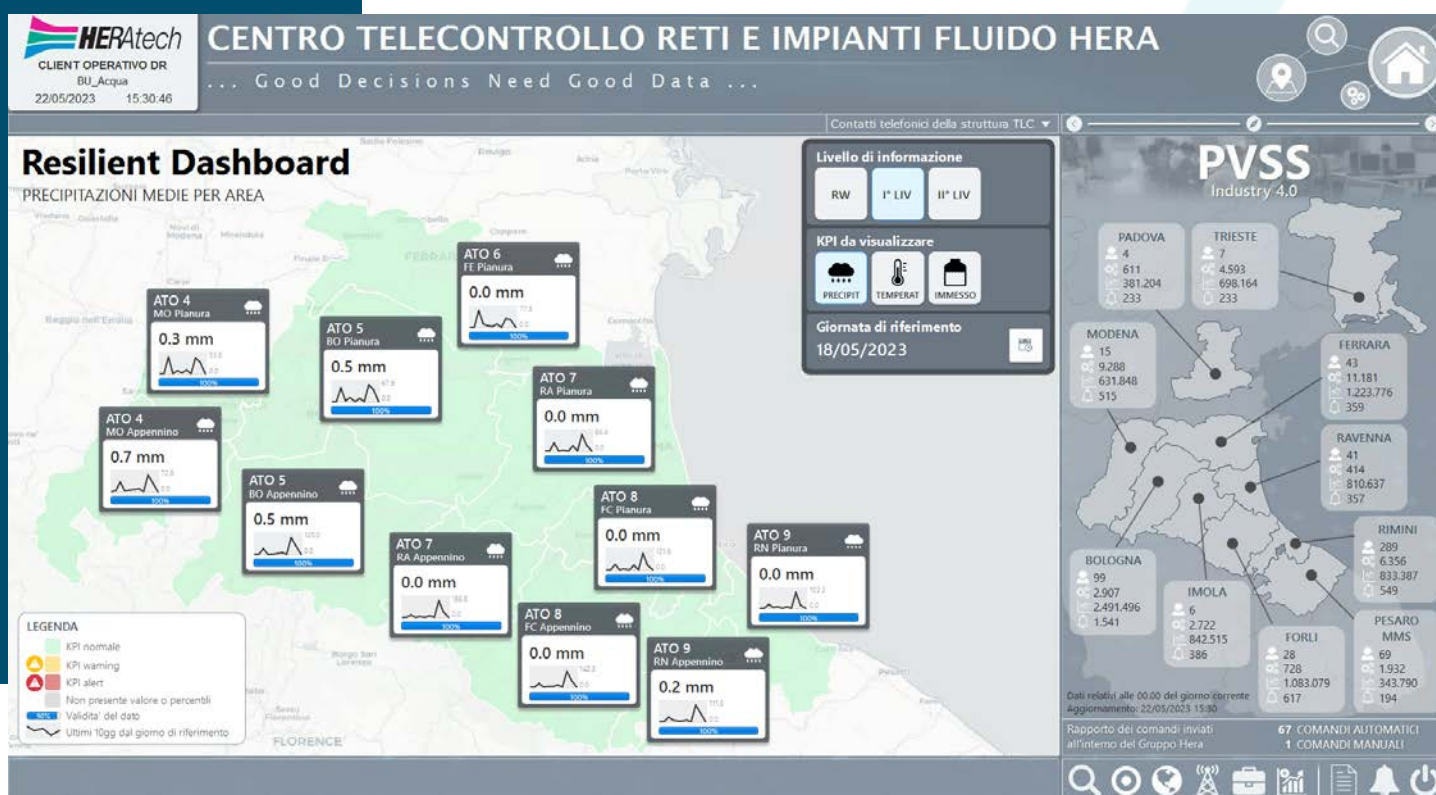 HERAtech
CLIENT OPERATIVO DR
BU_Acqua
22/05/2023 15:30:46
CENTRO TELECONTROLLO RETI E IMPIANTI FLUIDO HERA
... Good Decisions Need Good Data ...
Contatti telefonici della struttura TLC
Resilient Dashboard
PRECIPITAZIONI MEDIE PER AREA
Livello di informazione
RW
I° LIV
II° LIV
KPI da visualizzare
PRECIPIT
TEMPERAT
IMMESSO
Giornata di riferimento
18/05/2023
ATO 6
FE Pianura
0.0 mm
100%
ATO 4
MO Pianura
0.3 mm
100%
ATO 5
BO Pianura
0.5 mm
100%
ATO 7
RA Pianura
0.0 mm
100%
ATO 4
MO Appennino
0.7 mm
100%
ATO 5
BO Appennino
0.5 mm
100%
ATO 8
FC Pianura
0.0 mm
100%
ATO 7
RA Appennino
0.0 mm
100%
ATO 9
RN Pianura
0.0 mm
100%
ATO 8
FC Appennino
0.0 mm
100%
ATO 9
RN Appennino
0.2 mm
100%
LEGENDA
KPI normale
KPI warning
KPI alert
Non presente valore o percentili
Validita' del dato
Ultimi 10gg dal giorno di riferimento
FLORENCE
PVSS
Industry 4.0
PADOVA
4
611
381.204
233
TRIESTE
7
4.593
698.164
233
MODENA
15
9.288
631.848
515
FERRARA
43
11.181
1.223.776
359
RAVENNA
41
414
810.637
357
RIMINI
289
6.356
833.387
549
BOLOGNA
99
2.907
2.491.496
1.541
IMOLA
6
2.722
842.515
386
FORLI
28
728
1.083.079
617
PESARO
MMS
69
1.932
343.790
194
Dati relativi alle 00.00 del giorno corrente
Aggiornamento: 22/05/2023 15:30
Rapporto dei comandi inviati
all'interno del Gruppo Hera
67 COMANDI AUTOMATICI
1 COMANDI MANUALI